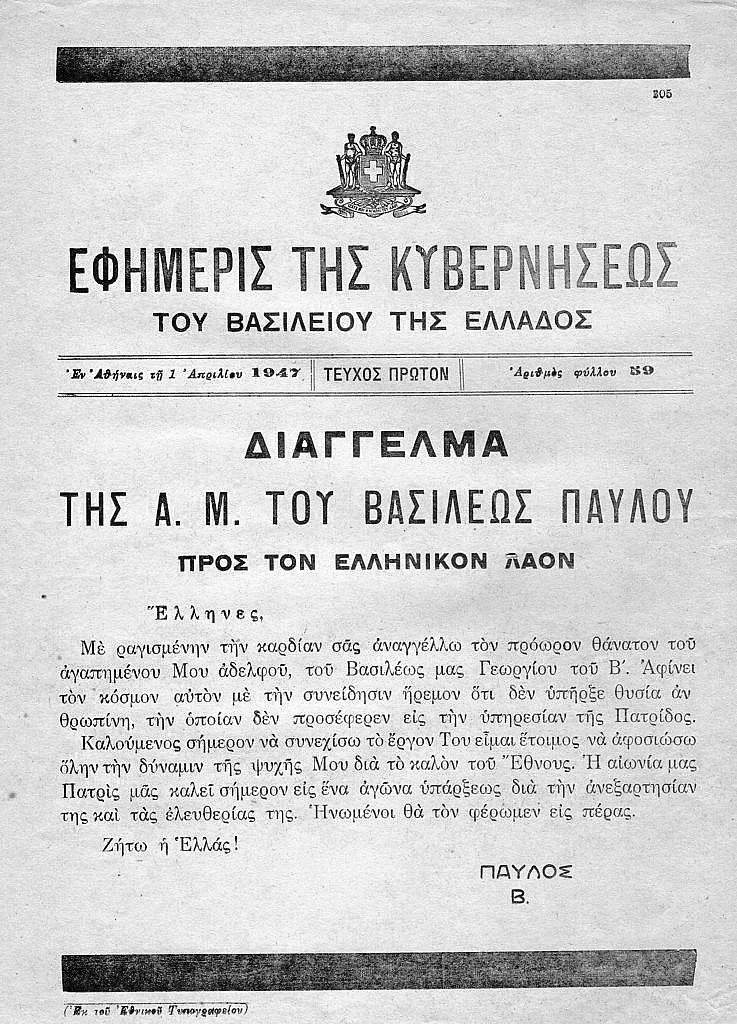 305
ΕΦΗΜΕΡΙΣ ΤΗΣ ΚΥΒΕΡΝΗΣΕΩΣ
ΤΟΥ ΒΑΣΙΛΕΙΟΥ ΤΗΣ ΕΛΛΑΔΟΣ
Ἐν Ἀθήναις τῇ 1 Ἀπριλίου 1947 ΤΕΥΧΟΣ ΠΡΩΤΟΝ Ἀριθμὸς φύλλου 59
ΔΙΑΓΓΕΛΜΑ
ΤΗΣ Α. Μ. ΤΟΥ ΒΑΣΙΛΕΩΣ ΠΑΥΛΟΥ
ΠΡΟΣ ΤΟΝ ΕΛΛΗΝΙΚΟΝ ΛΑΟΝ
Ἕλληνες,
Μὲ ραγισμένην τὴν καρδίαν σᾶς ἀναγγέλλω τὸν πρόωρον θάνατον τοῦ
ἀγαπημένου Μου ἀδελφοῦ, τοῦ Βασιλέως μας Γεωργίου τοῦ Β΄. Ἀφίνει
τὸν κόσμον αὐτὸν μὲ τὴν συνείδησιν ἤρεμον ὅτι δὲν ὑπῆρξε θυσία ἀν
θρωπίνη, τὴν ὁποίαν δὲν προσέφερεν εἰς τὴν ὑπηρεσίαν τῆς Πατρίδος.
Καλούμενος σήμερον νὰ συνεχίσω τὸ ἔργον Του εἶμαι ἕτοιμος νὰ ἀφοσιώσω
ὅλην τὴν δύναμιν τῆς ψυχῆς Μου διὰ τὸ καλὸν τοῦ Ἔθνους. Ἡ αἰωνία μας
Πατρὶς μᾶς καλεῖ σήμερον εἰς ἕνα ἀγῶνα ὑπάρξεως διὰ τὴν ἀνεξαρτησίαν
της καὶ τὰς ἐλευθερίας της. Ἡνωμένοι θὰ τὸν φέρωμεν εἰς πέρας.
Ζήτω ἡ Ἑλλάς!
ΠΑΥΛΟΣ
Β.
(Ἐκ τοῦ Ἐθνικοῦ Τυπογραφείου)